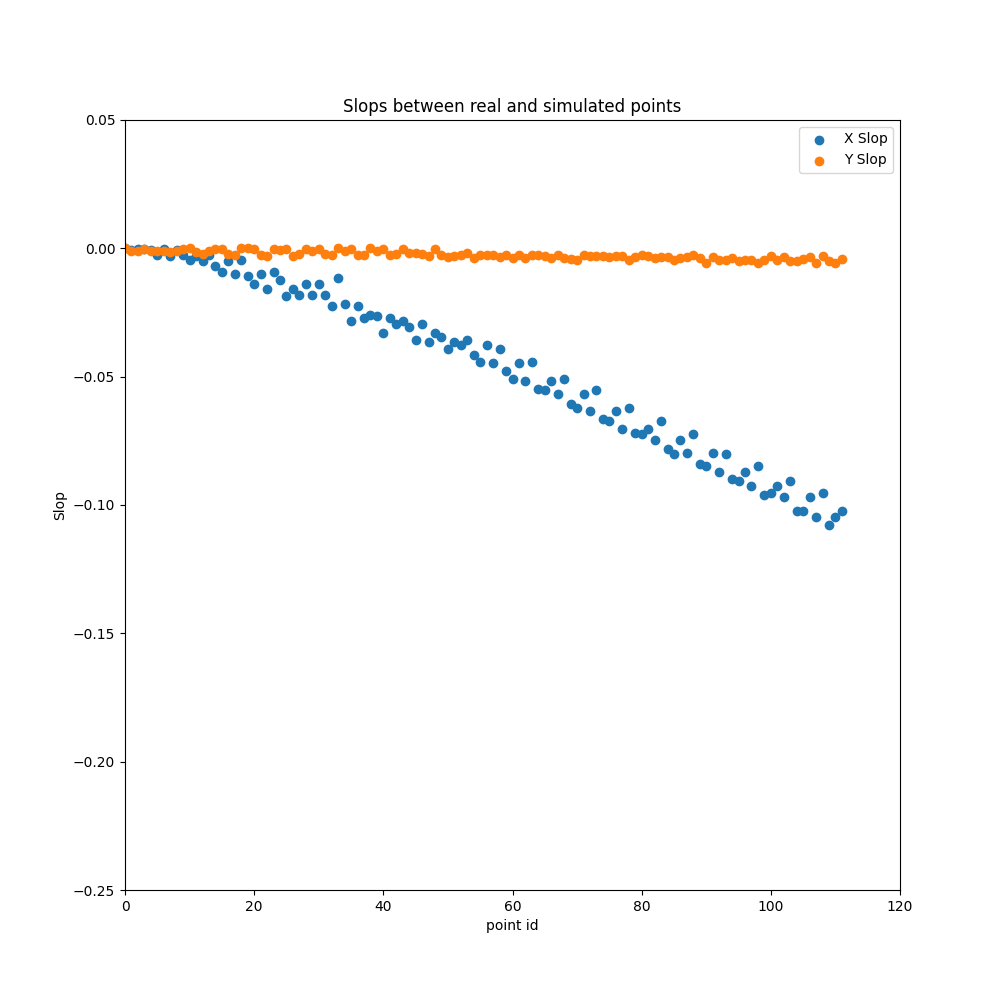 Slops between real and simulated points
X Slop
Y Slop
0.05
0.00
−0.05
−0.10
−0.15
−0.20
−0.25
Slop
0 20 40 60 80 100 120
point id